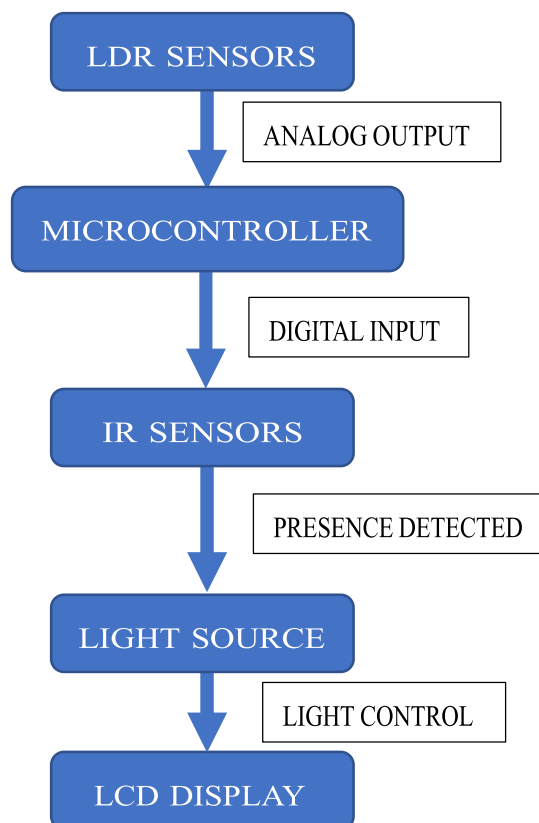 LDR SENSORS
ANALOG OUTPUT
MICROCONTROLLER
DIGITAL INPUT
IR SENSORS
PRESENCE DETECTED
LIGHT SOURCE
LIGHT CONTROL
LCD DISPLAY